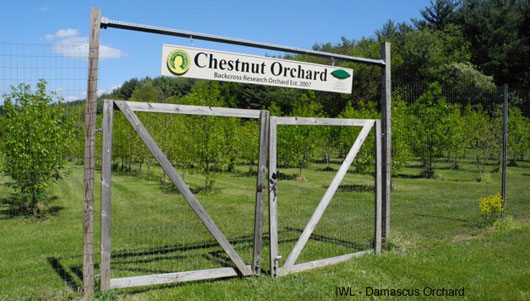 Chestnut Orchard
Backcross Research Orchard Est. 2007
IWL - Damascus Orchard